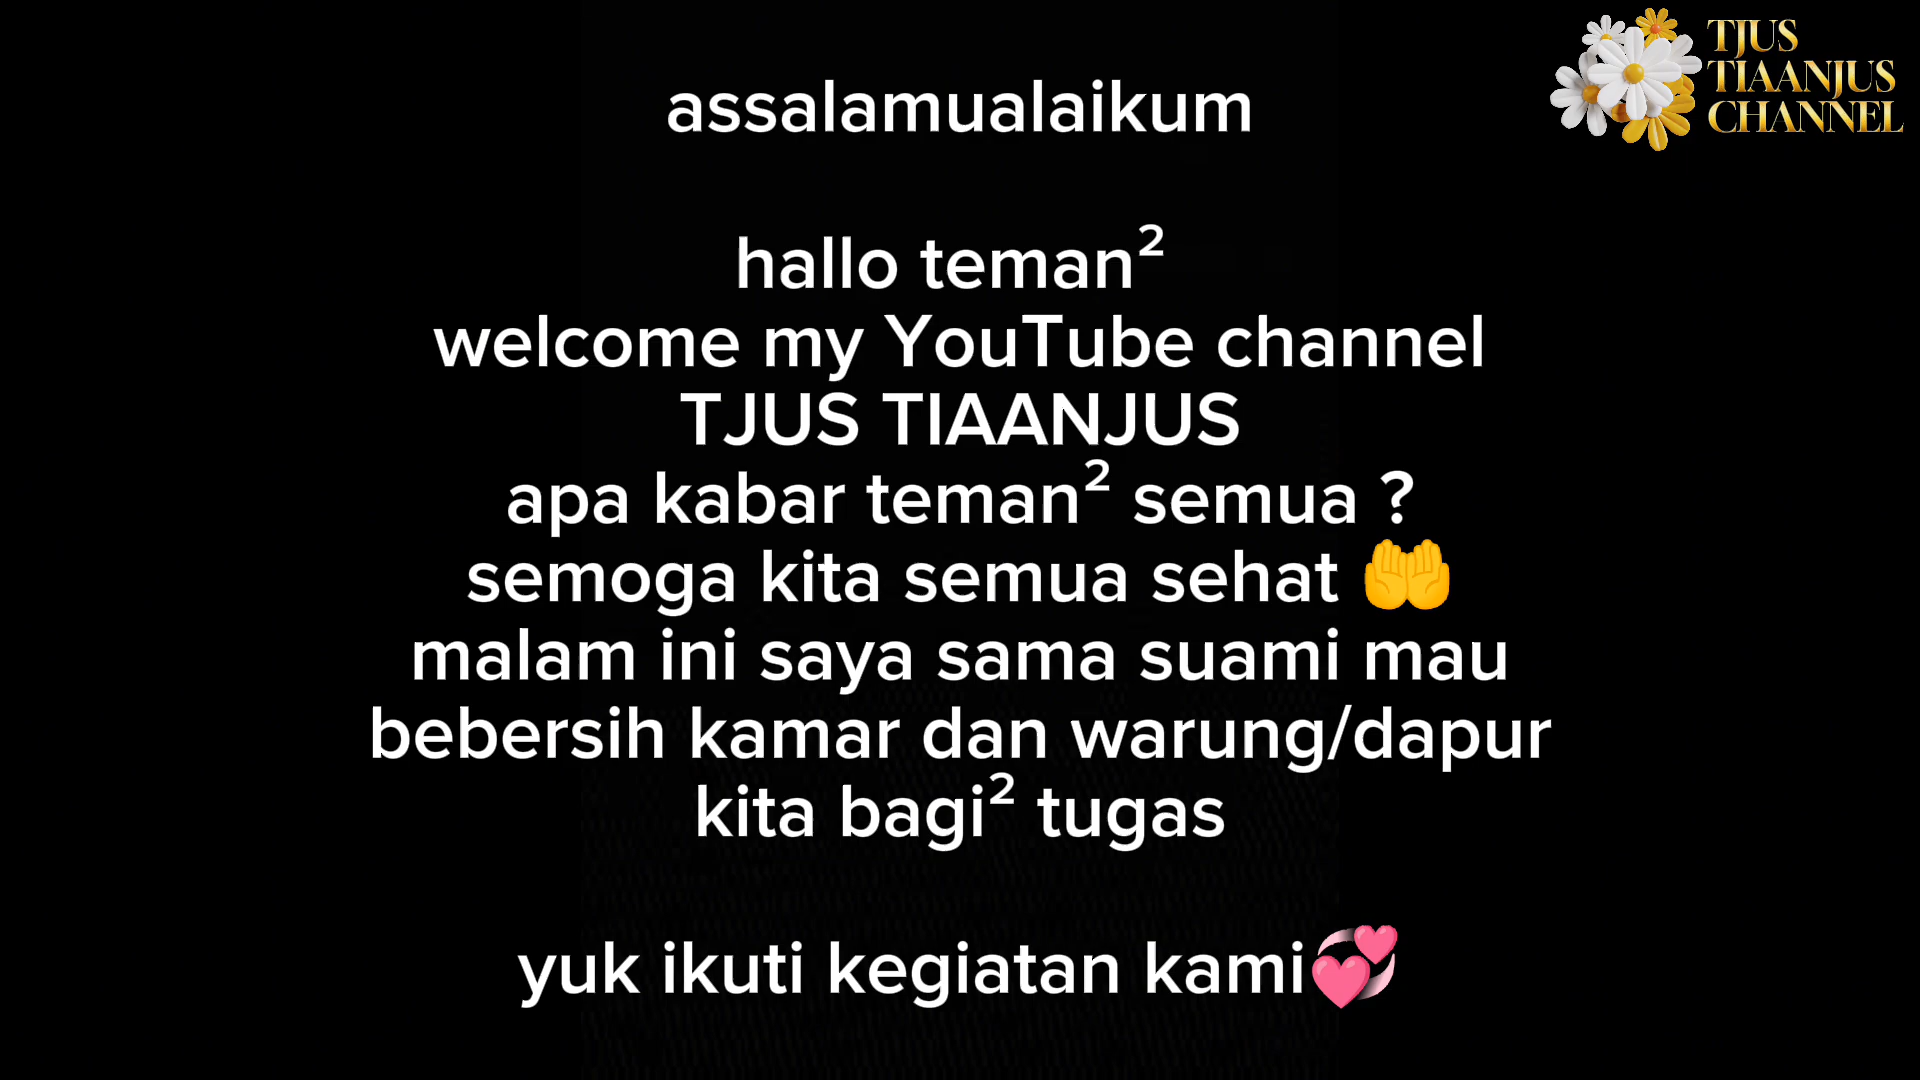 TJUS
TIAANJUS
CHANNEL
assalamualaikum
hallo teman²
welcome my YouTube channel
TJUS TIAANJUS
apa kabar teman² semua ?
semoga kita semua sehat 🤲
malam ini saya sama suami mau
bebersih kamar dan warung/dapur
kita bagi² tugas
yuk ikuti kegiatan kami💞